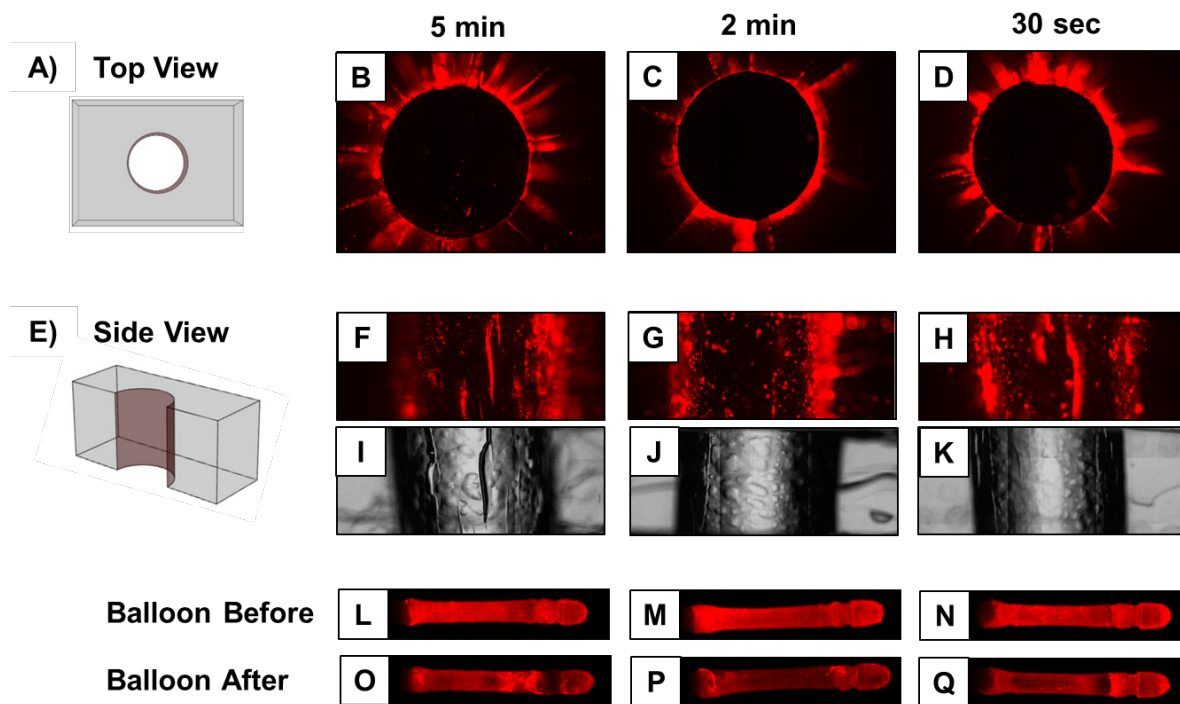 5 min 2 min 30 sec
A) Top View B C D
E) Side View F G H
I J K
Balloon Before L M N
Balloon After O P Q